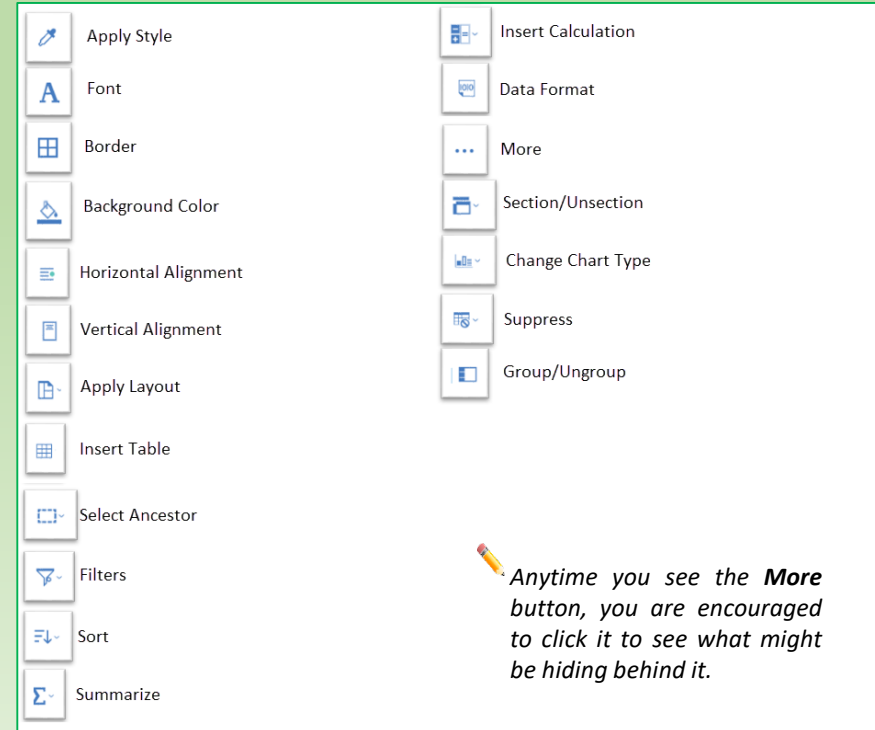 Apply Style
Font
Border
Background Color
Horizontal Alignment
Vertical Alignment
Apply Layout
Insert Table
Select Ancestor
Filters
Sort
Summarize
Insert Calculation
Data Format
More
Section/Unsection
Change Chart Type
Suppress
Group/Ungroup
Anytime you see the More
button, you are encouraged
to click it to see what might
be hiding behind it.